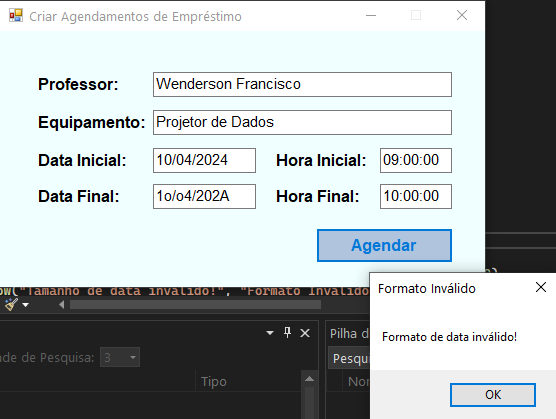 Criar Agendamentos de Empréstimo
Professor: Wenderson Francisco
Equipamento: Projetor de Dados
Data Inicial: 10/04/2024 Hora Inicial: 09:00:00
Data Final: 1o/o4/202A Hora Final: 10:00:00
Agendar
ow("Tamanho de data inválido!", "Formato Inválido
Formato Inválido
Formato de data inválido!
OK
de de Pesquisa: 3
Tipo
Pilha d
Pesqu
Nor